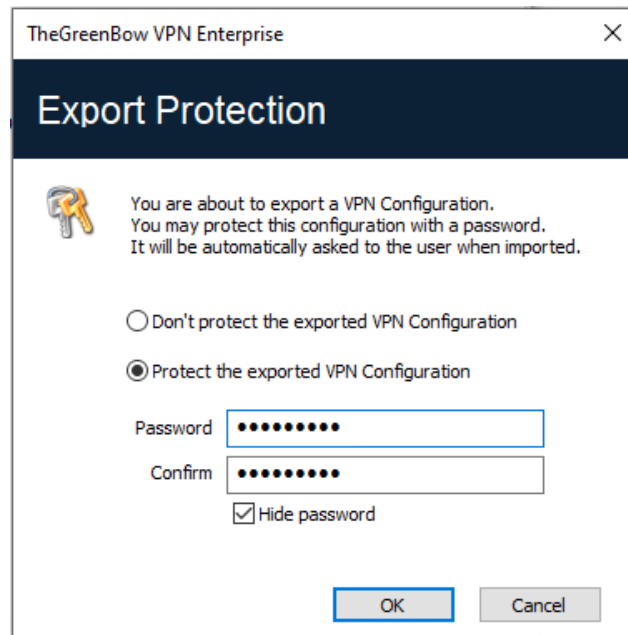 TheGreenBow VPN Enterprise
Export Protection
You are about to export a VPN Configuration.
You may protect this configuration with a password.
It will be automatically asked to the user when imported.
Don't protect the exported VPN Configuration
Protect the exported VPN Configuration
Password •••••••••
Confirm •••••••••
Hide password
OK Cancel